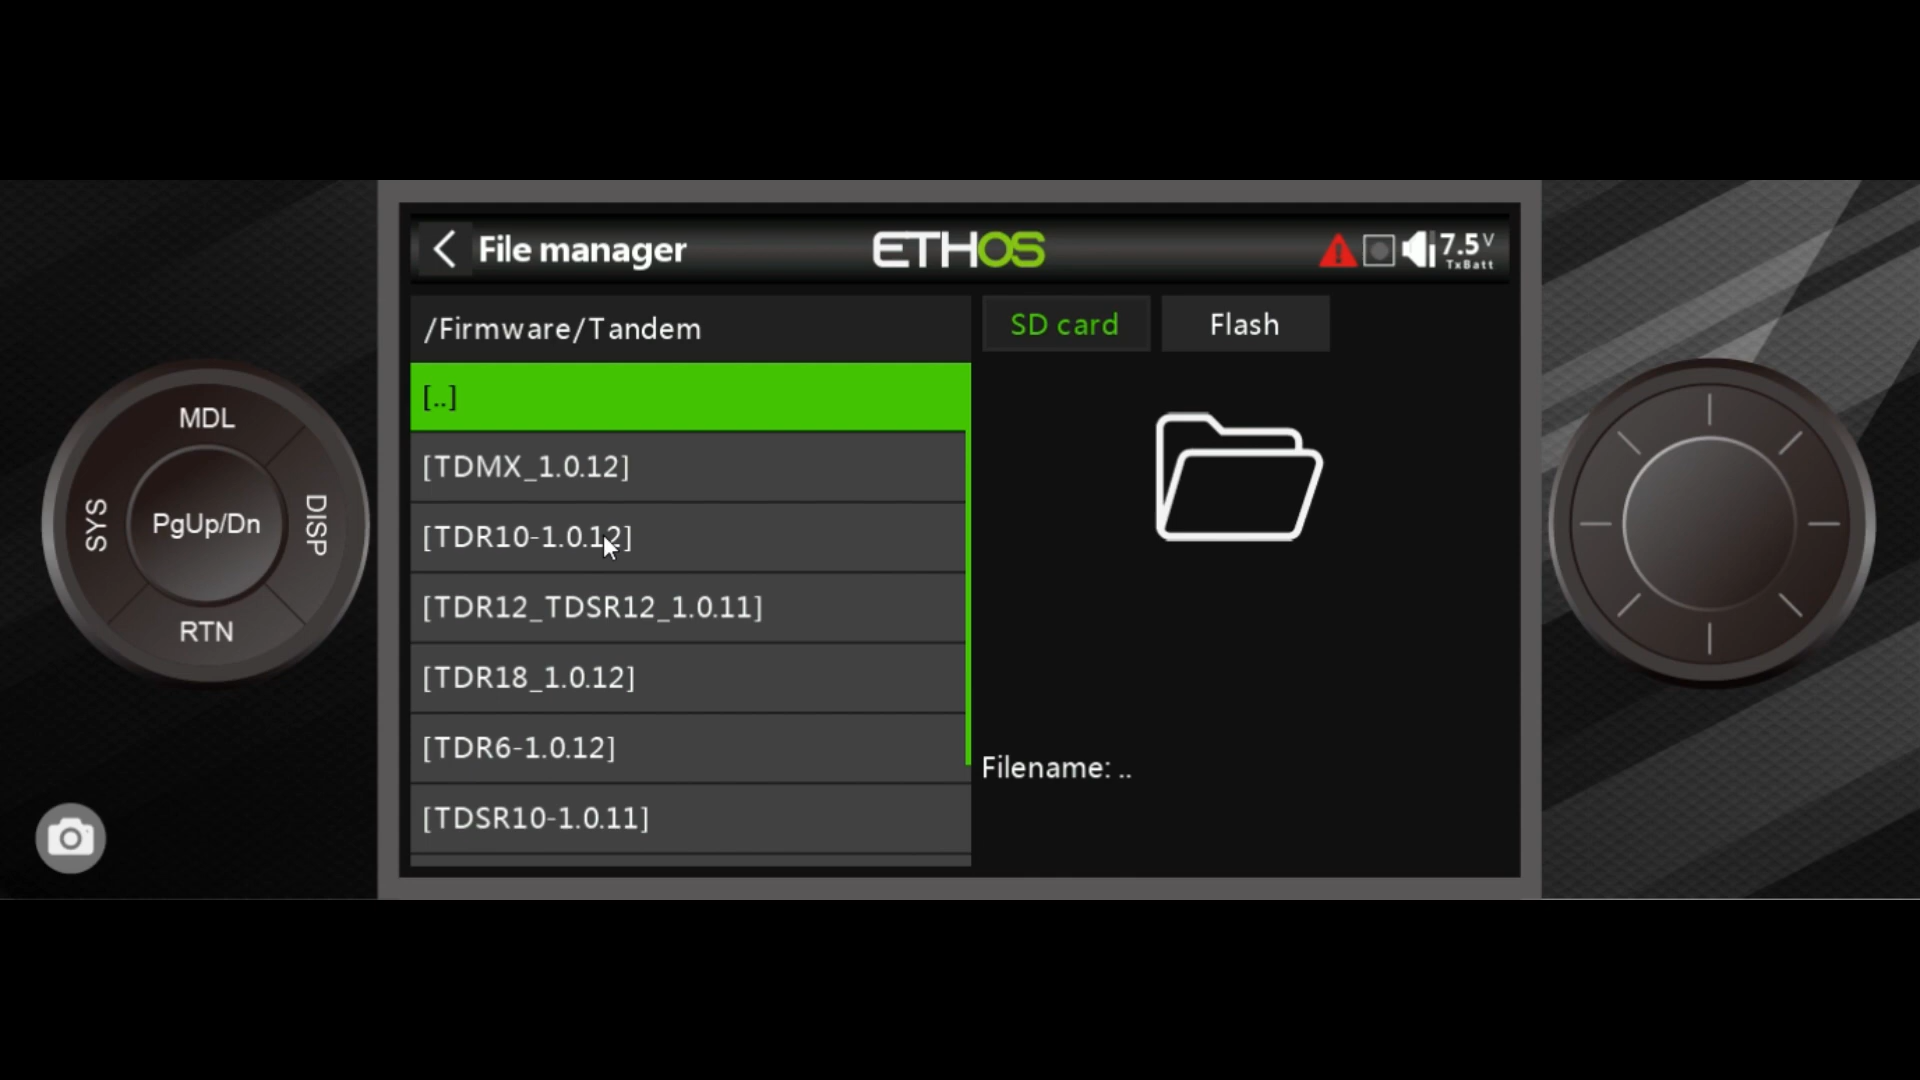 File manager
ETHOS
7.5V
TxBatt
/Firmware/Tandem
SD card
Flash
[..]
[TDMX_1.0.12]
[TDR10-1.0.12]
[TDR12_TDSR12_1.0.11]
[TDR18_1.0.12]
[TDR6-1.0.12]
[TDSR10-1.0.11]
Filename: ..
MDL
SYS
PgUp/Dn
DISP
RTN